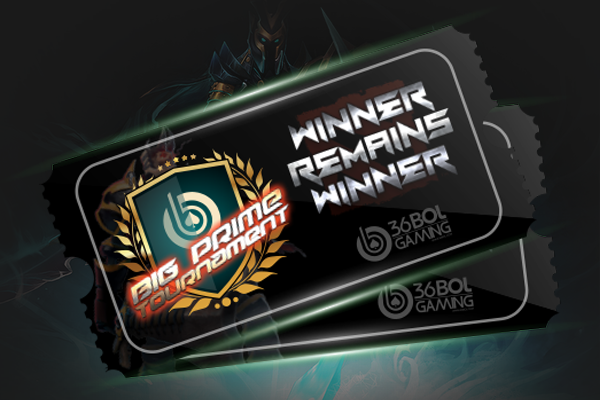 WINNER
REMAINS
WINNER
BIG PRIME
TOURNAMENT
36BOL
GAMING
36BOL
GAMING